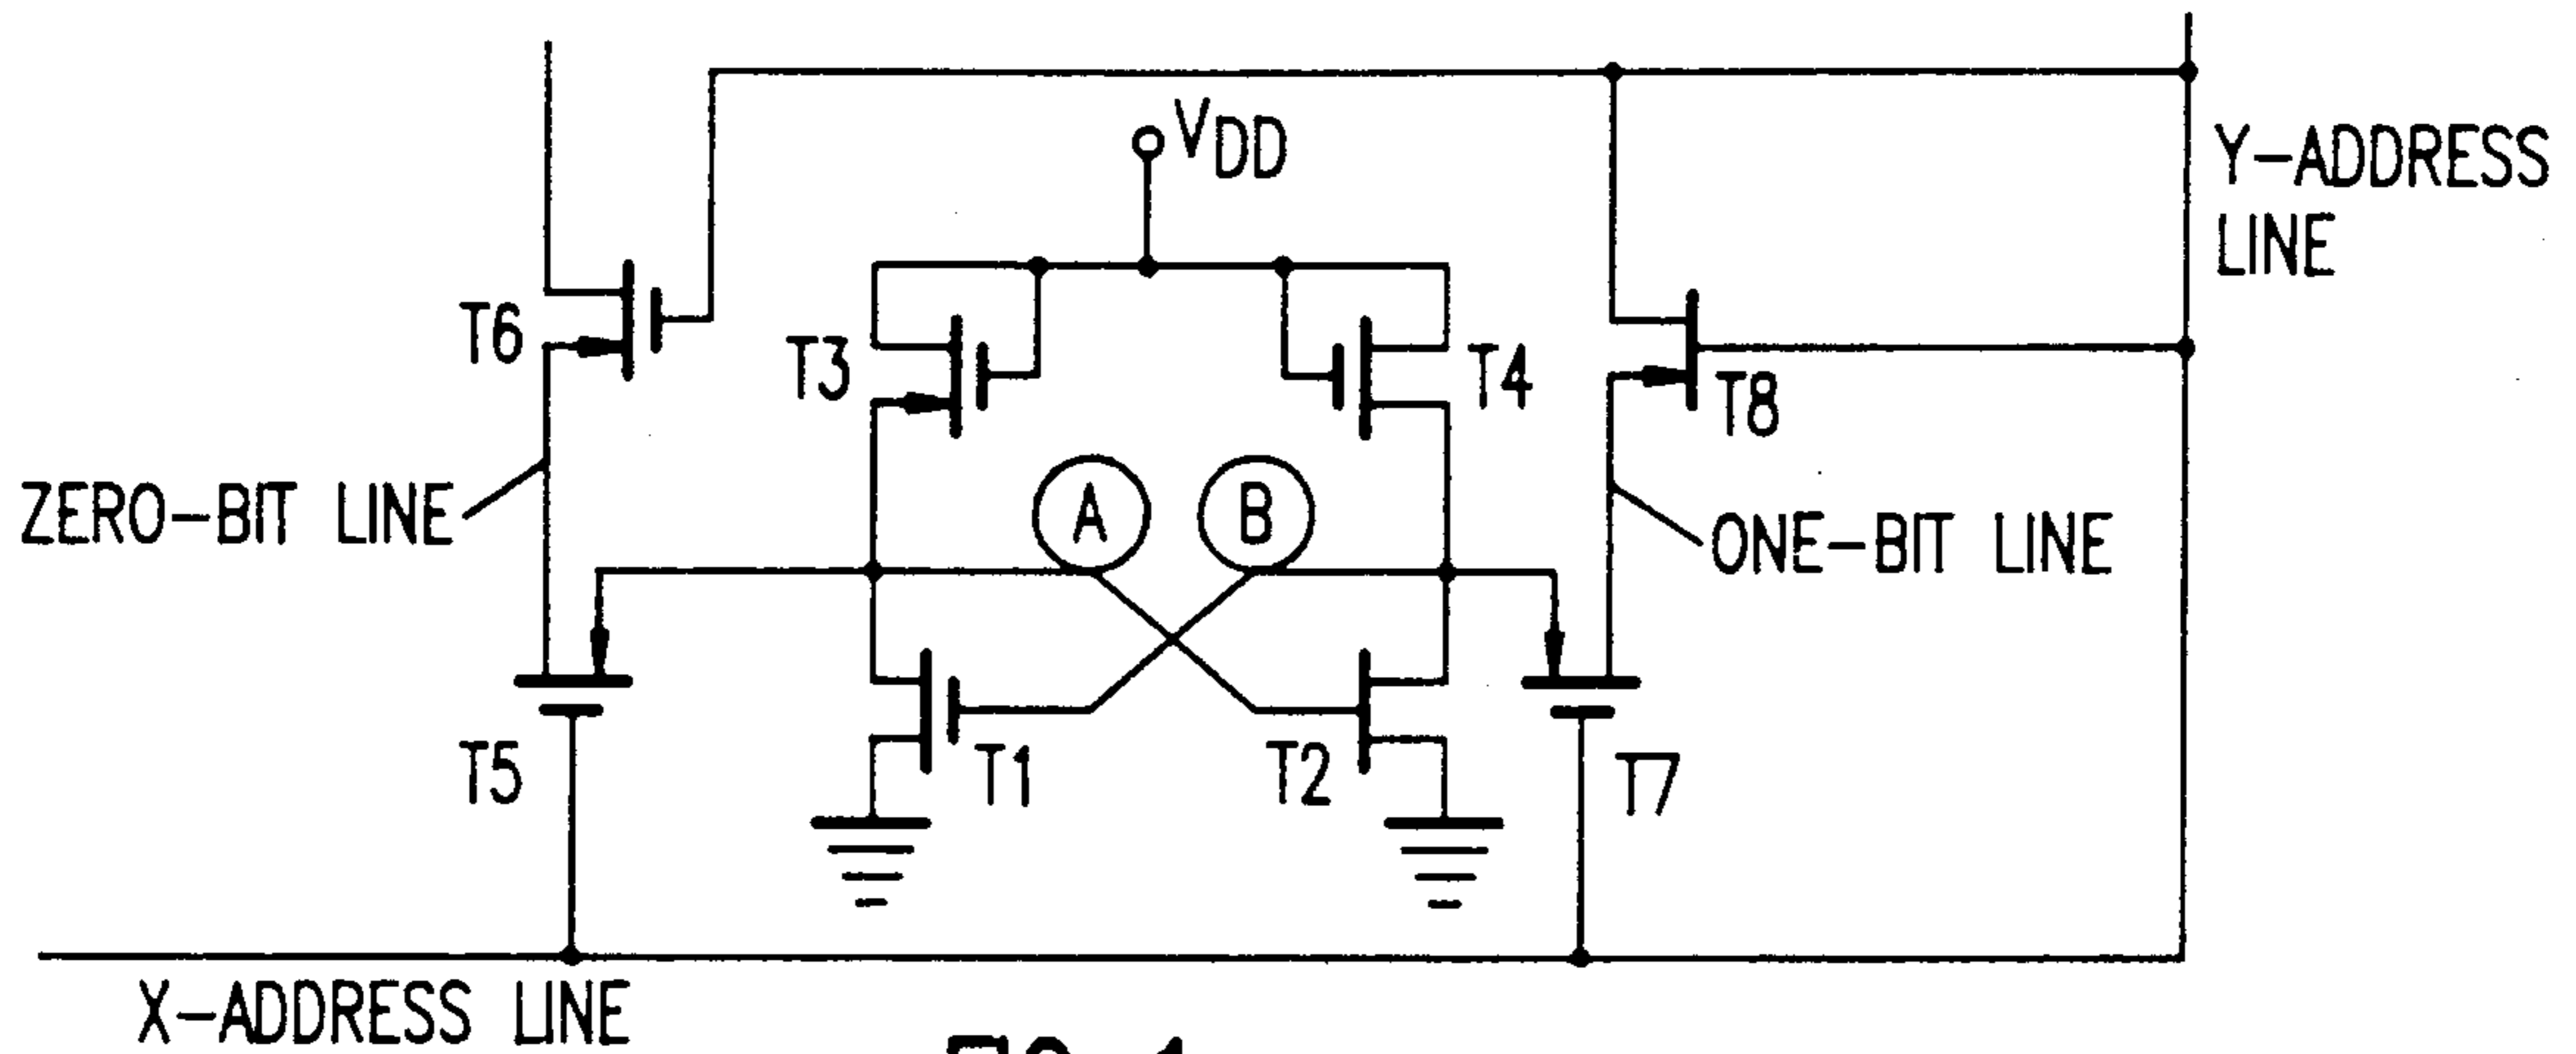 VDD
Y-ADDRESS
LINE
T6
T3
T4
T8
ZERO-BIT LINE
A
B
ONE-BIT LINE
T5
T1
T2
T7
X-ADDRESS LINE